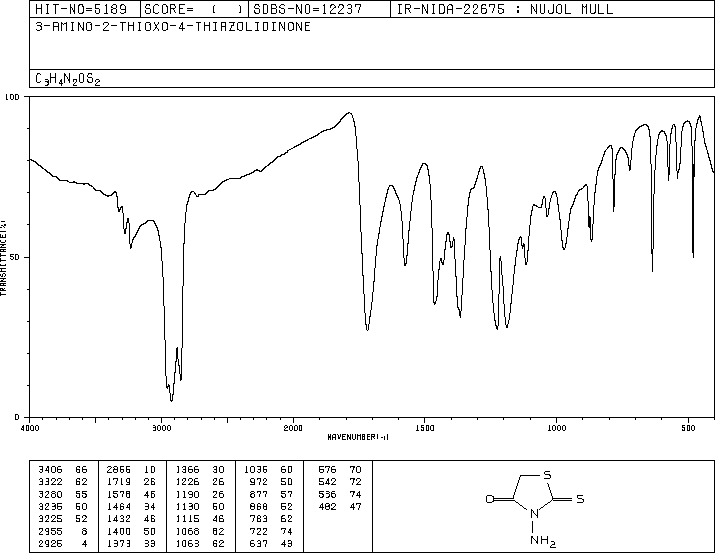 HIT-NO=5189 SCORE= ( ) SDBS-NO=12237 IR-NIDA-22675 : NUJOL MULL
3-AMINO-2-THIOXO-4-THIAZOLIDINONE
C3H4N2OS2
100
50
0
TRANSMITTANCE(%)
4000 3000 2000 1500 1000 500
WAVENUMBER(-1)
3406 66 2866 10 1366 30 1036 60 576 70
3322 62 1719 26 1226 26 972 50 542 72
3280 55 1578 46 1190 26 877 57 536 74
3235 50 1464 34 1130 50 868 52 482 47
3225 52 1432 46 1115 46 783 62
2955 8 1400 50 1068 62 722 74
2925 4 1373 33 1063 62 637 43
S
O
S
N
NH2